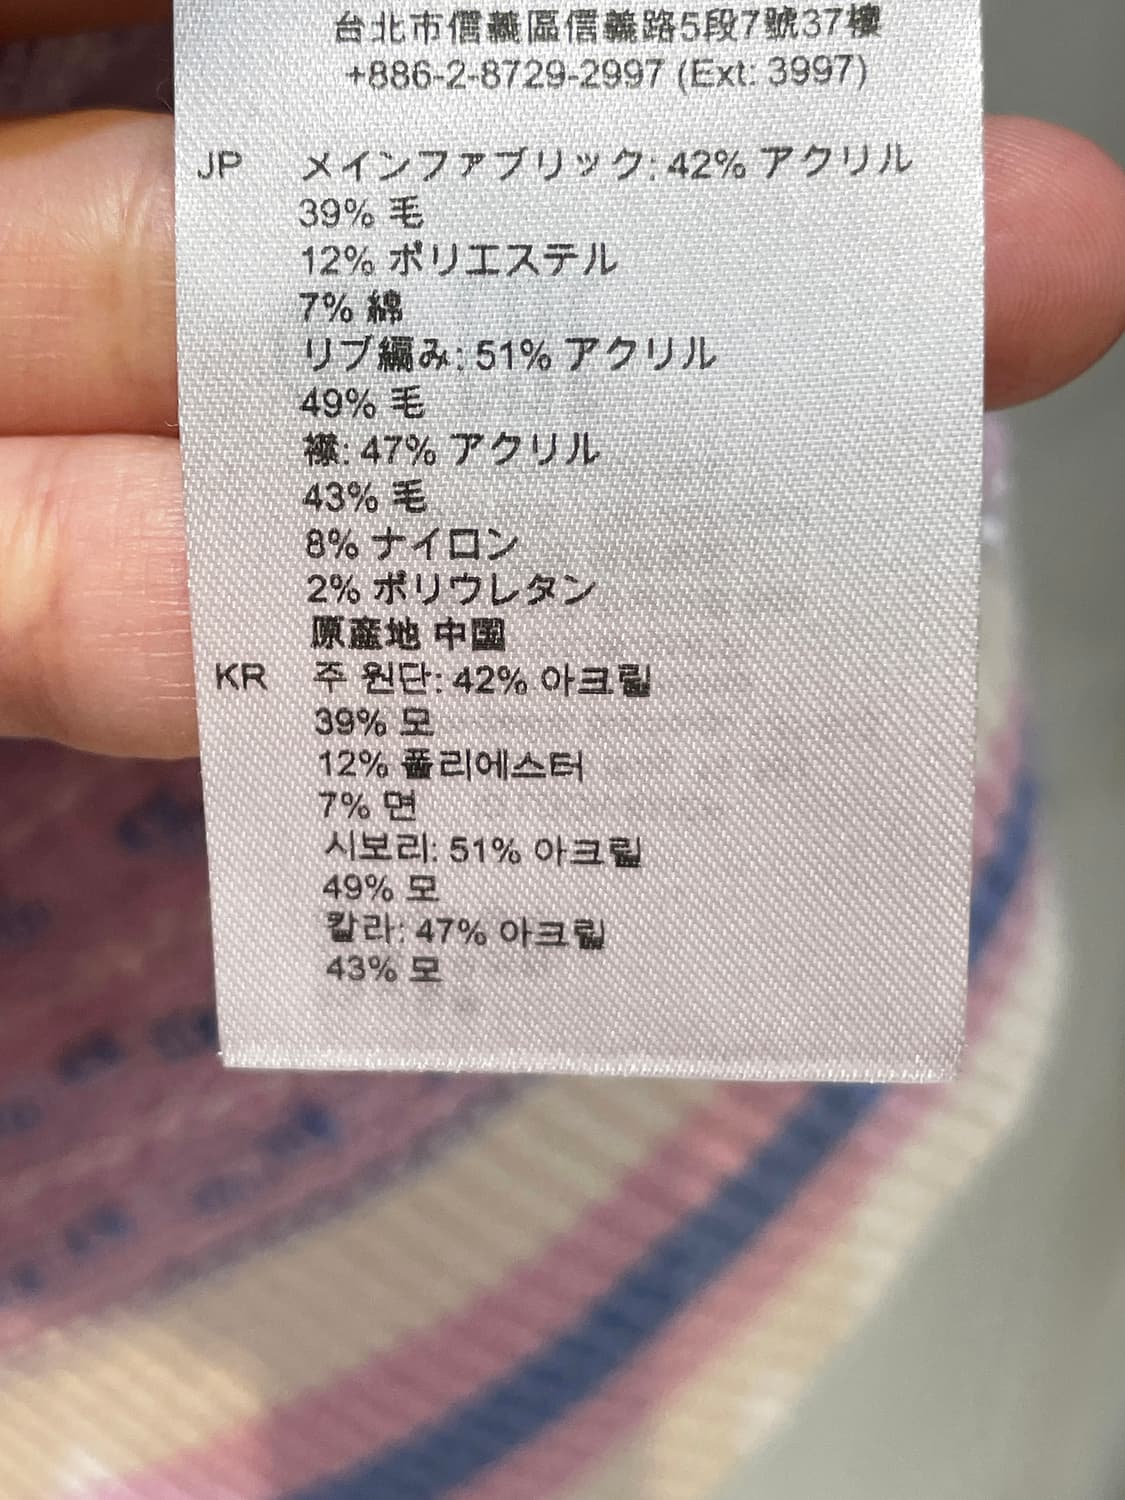 台北市信義區信義路5段7號37樓
+886-2-8729-2997 (Ext: 3997)
JP メインファブリック: 42% アクリル
39% 毛
12% ポリエステル
7% 綿
リブ編み: 51% アクリル
49% 毛
襟: 47% アクリル
43% 毛
8% ナイロン
2% ポリウレタン
原産地 中国
KR 주 원단: 42% 아크릴
39% 모
12% 폴리에스터
7% 면
시보리: 51% 아크릴
49% 모
칼라: 47% 아크릴
43% 모